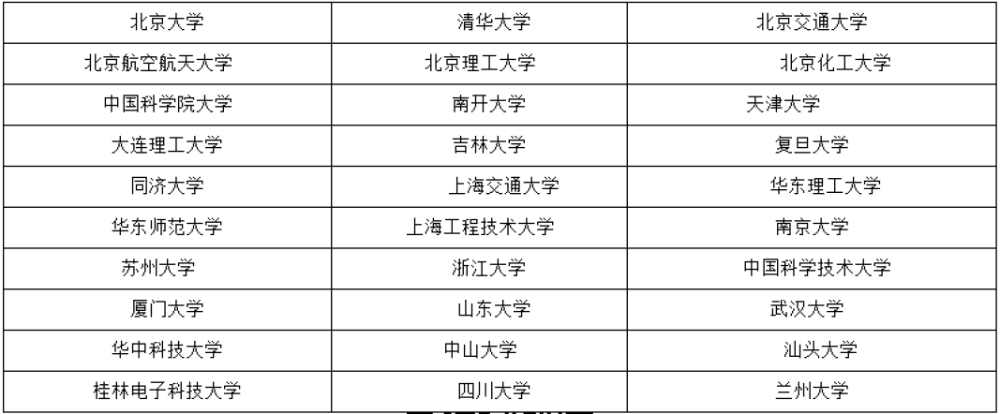 北京大学 清华大学 北京交通大学
北京航空航天大学 北京理工大学 北京化工大学
中国科学院大学 南开大学 天津大学
大连理工大学 吉林大学 复旦大学
同济大学 上海交通大学 华东理工大学
华东师范大学 上海工程技术大学 南京大学
苏州大学 浙江大学 中国科学技术大学
厦门大学 山东大学 武汉大学
华中科技大学 中山大学 汕头大学
桂林电子科技大学 四川大学 兰州大学